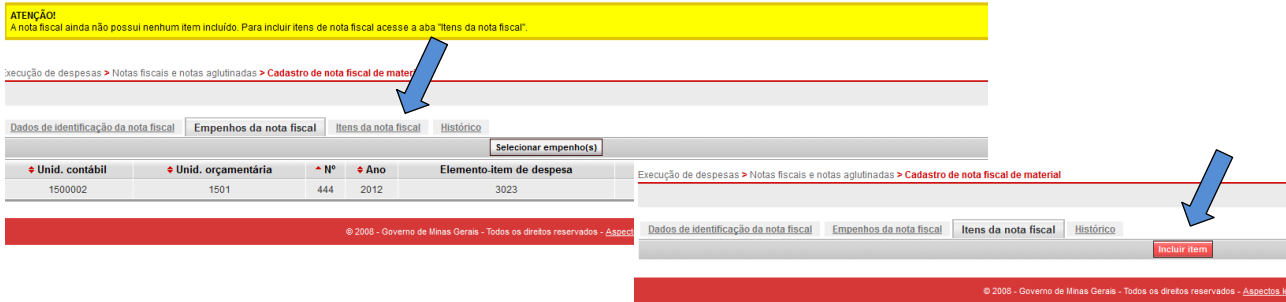 ATENÇÃO!
A nota fiscal ainda não possui nenhum item incluído. Para incluir itens de nota fiscal acesse a aba "Itens da nota fiscal".
Execução de despesas > Notas fiscais e notas aglutinadas > Cadastro de nota fiscal de mater
Dados de identificação da nota fiscal Empenhos da nota fiscal Itens da nota fiscal Histórico
Selecionar empenho(s)
Unid. contábil Unid. orçamentária Nº Ano Elemento-item de despesa
1500002 1501 444 2012 3023
© 2008 - Governo de Minas Gerais - Todos os direitos reservados - Aspect
Execução de despesas > Notas fiscais e notas aglutinadas > Cadastro de nota fiscal de material
Dados de identificação da nota fiscal Empenhos da nota fiscal Itens da nota fiscal Histórico
Incluir item
© 2008 - Governo de Minas Gerais - Todos os direitos reservados - Aspectos le